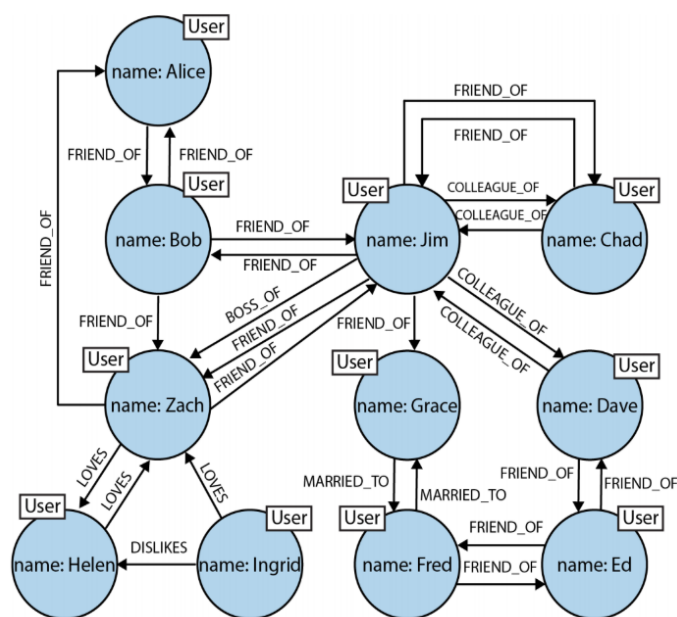 User
name: Alice
FRIEND_OF
FRIEND_OF
FRIEND_OF
FRIEND_OF
FRIEND_OF
User
name: Bob
FRIEND_OF
FRIEND_OF
User
name: Jim
COLLEAGUE_OF
COLLEAGUE_OF
User
name: Chad
FRIEND_OF
BOSS_OF
FRIEND_OF
FRIEND_OF
FRIEND_OF
COLLEAGUE_OF
COLLEAGUE_OF
User
name: Zach
User
name: Grace
User
name: Dave
LOVES
LOVES
LOVES
MARRIED_TO
MARRIED_TO
FRIEND_OF
FRIEND_OF
User
name: Helen
DISLIKES
User
name: Ingrid
User
name: Fred
FRIEND_OF
FRIEND_OF
User
name: Ed